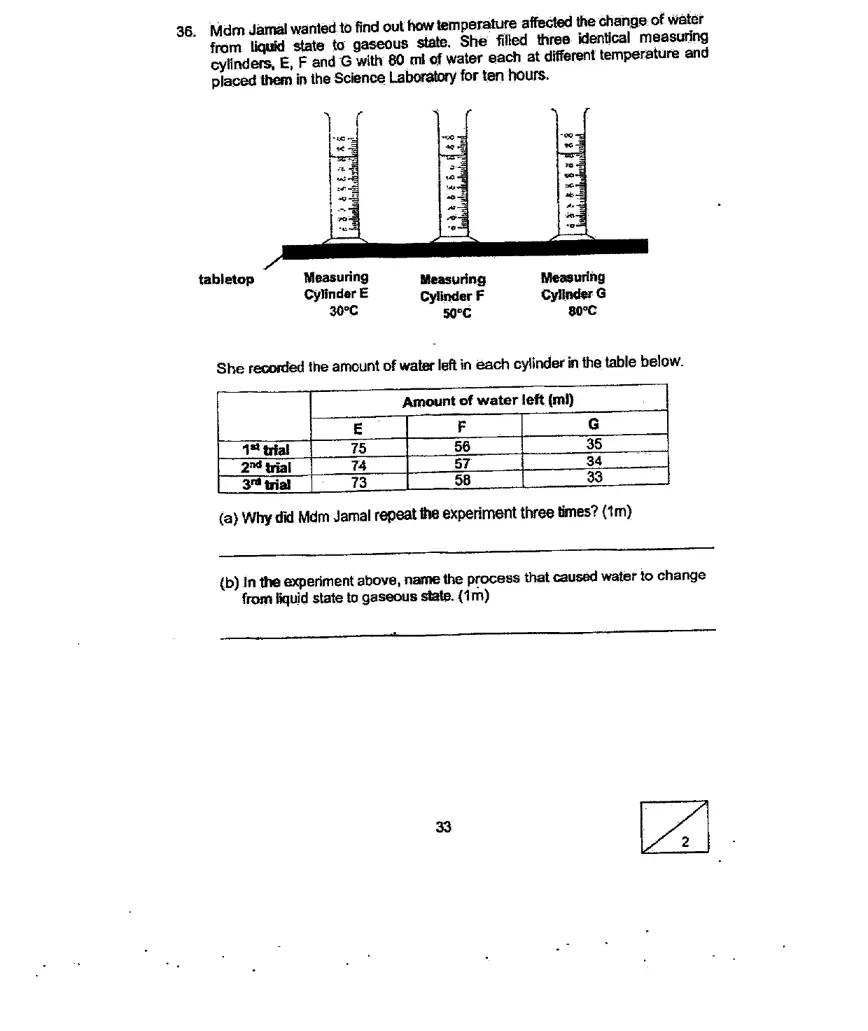 36. Mdm Jamal wanted to find out how temperature affected the change of water
from liquid state to gaseous state. She filled three identical measuring
cylinders, E, F and G with 80 ml of water each at different temperature and
placed them in the Science Laboratory for ten hours.
tabletop
Measuring Cylinder E 30°C
Measuring Cylinder F 50°C
Measuring Cylinder G 80°C
She recorded the amount of water left in each cylinder in the table below.
Amount of water left (ml)
E F G
1st trial 75 56 35
2nd trial 74 57 34
3rd trial 73 58 33
(a) Why did Mdm Jamal repeat the experiment three times? (1m)
(b) In the experiment above, name the process that caused water to change
from liquid state to gaseous state. (1m)
33
2